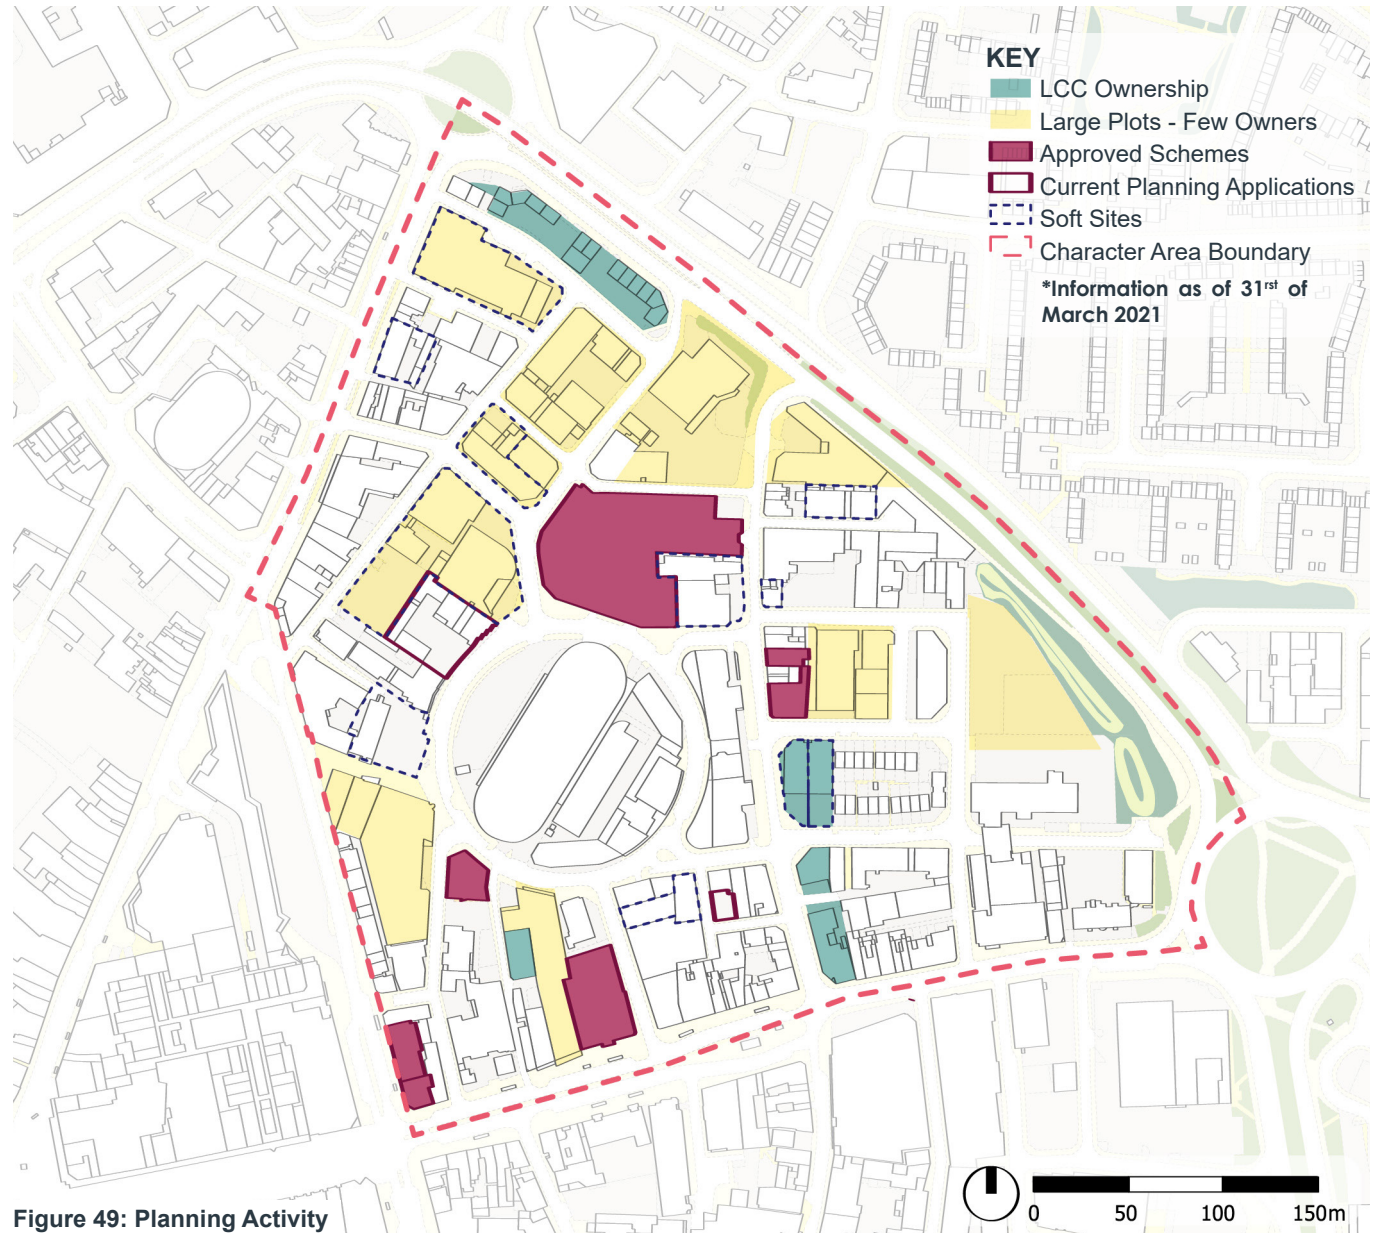 KEY
LCC Ownership
Large Plots - Few Owners
Approved Schemes
Current Planning Applications
Soft Sites
Character Area Boundary
*Information as of 31rst of
March 2021
0 50 100 150m
Figure 49: Planning Activity